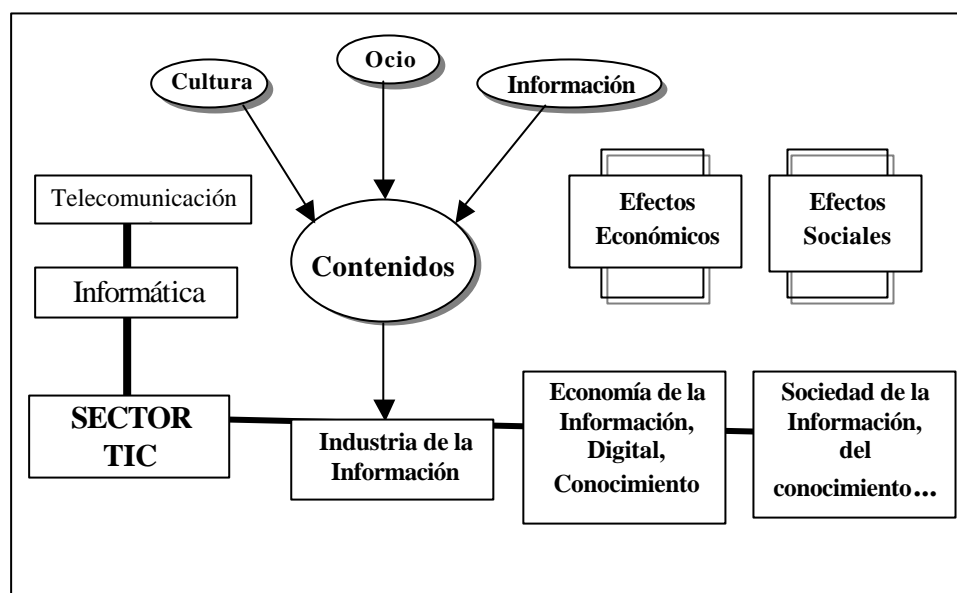 Ocio
Cultura
Información
Telecomunicación
Efectos
Económicos
Efectos
Sociales
Contenidos
Informática
SECTOR
TIC
Industria de la
Información
Economía de la
Información,
Digital,
Conocimiento
Sociedad de la
Información,
del
conocimiento...